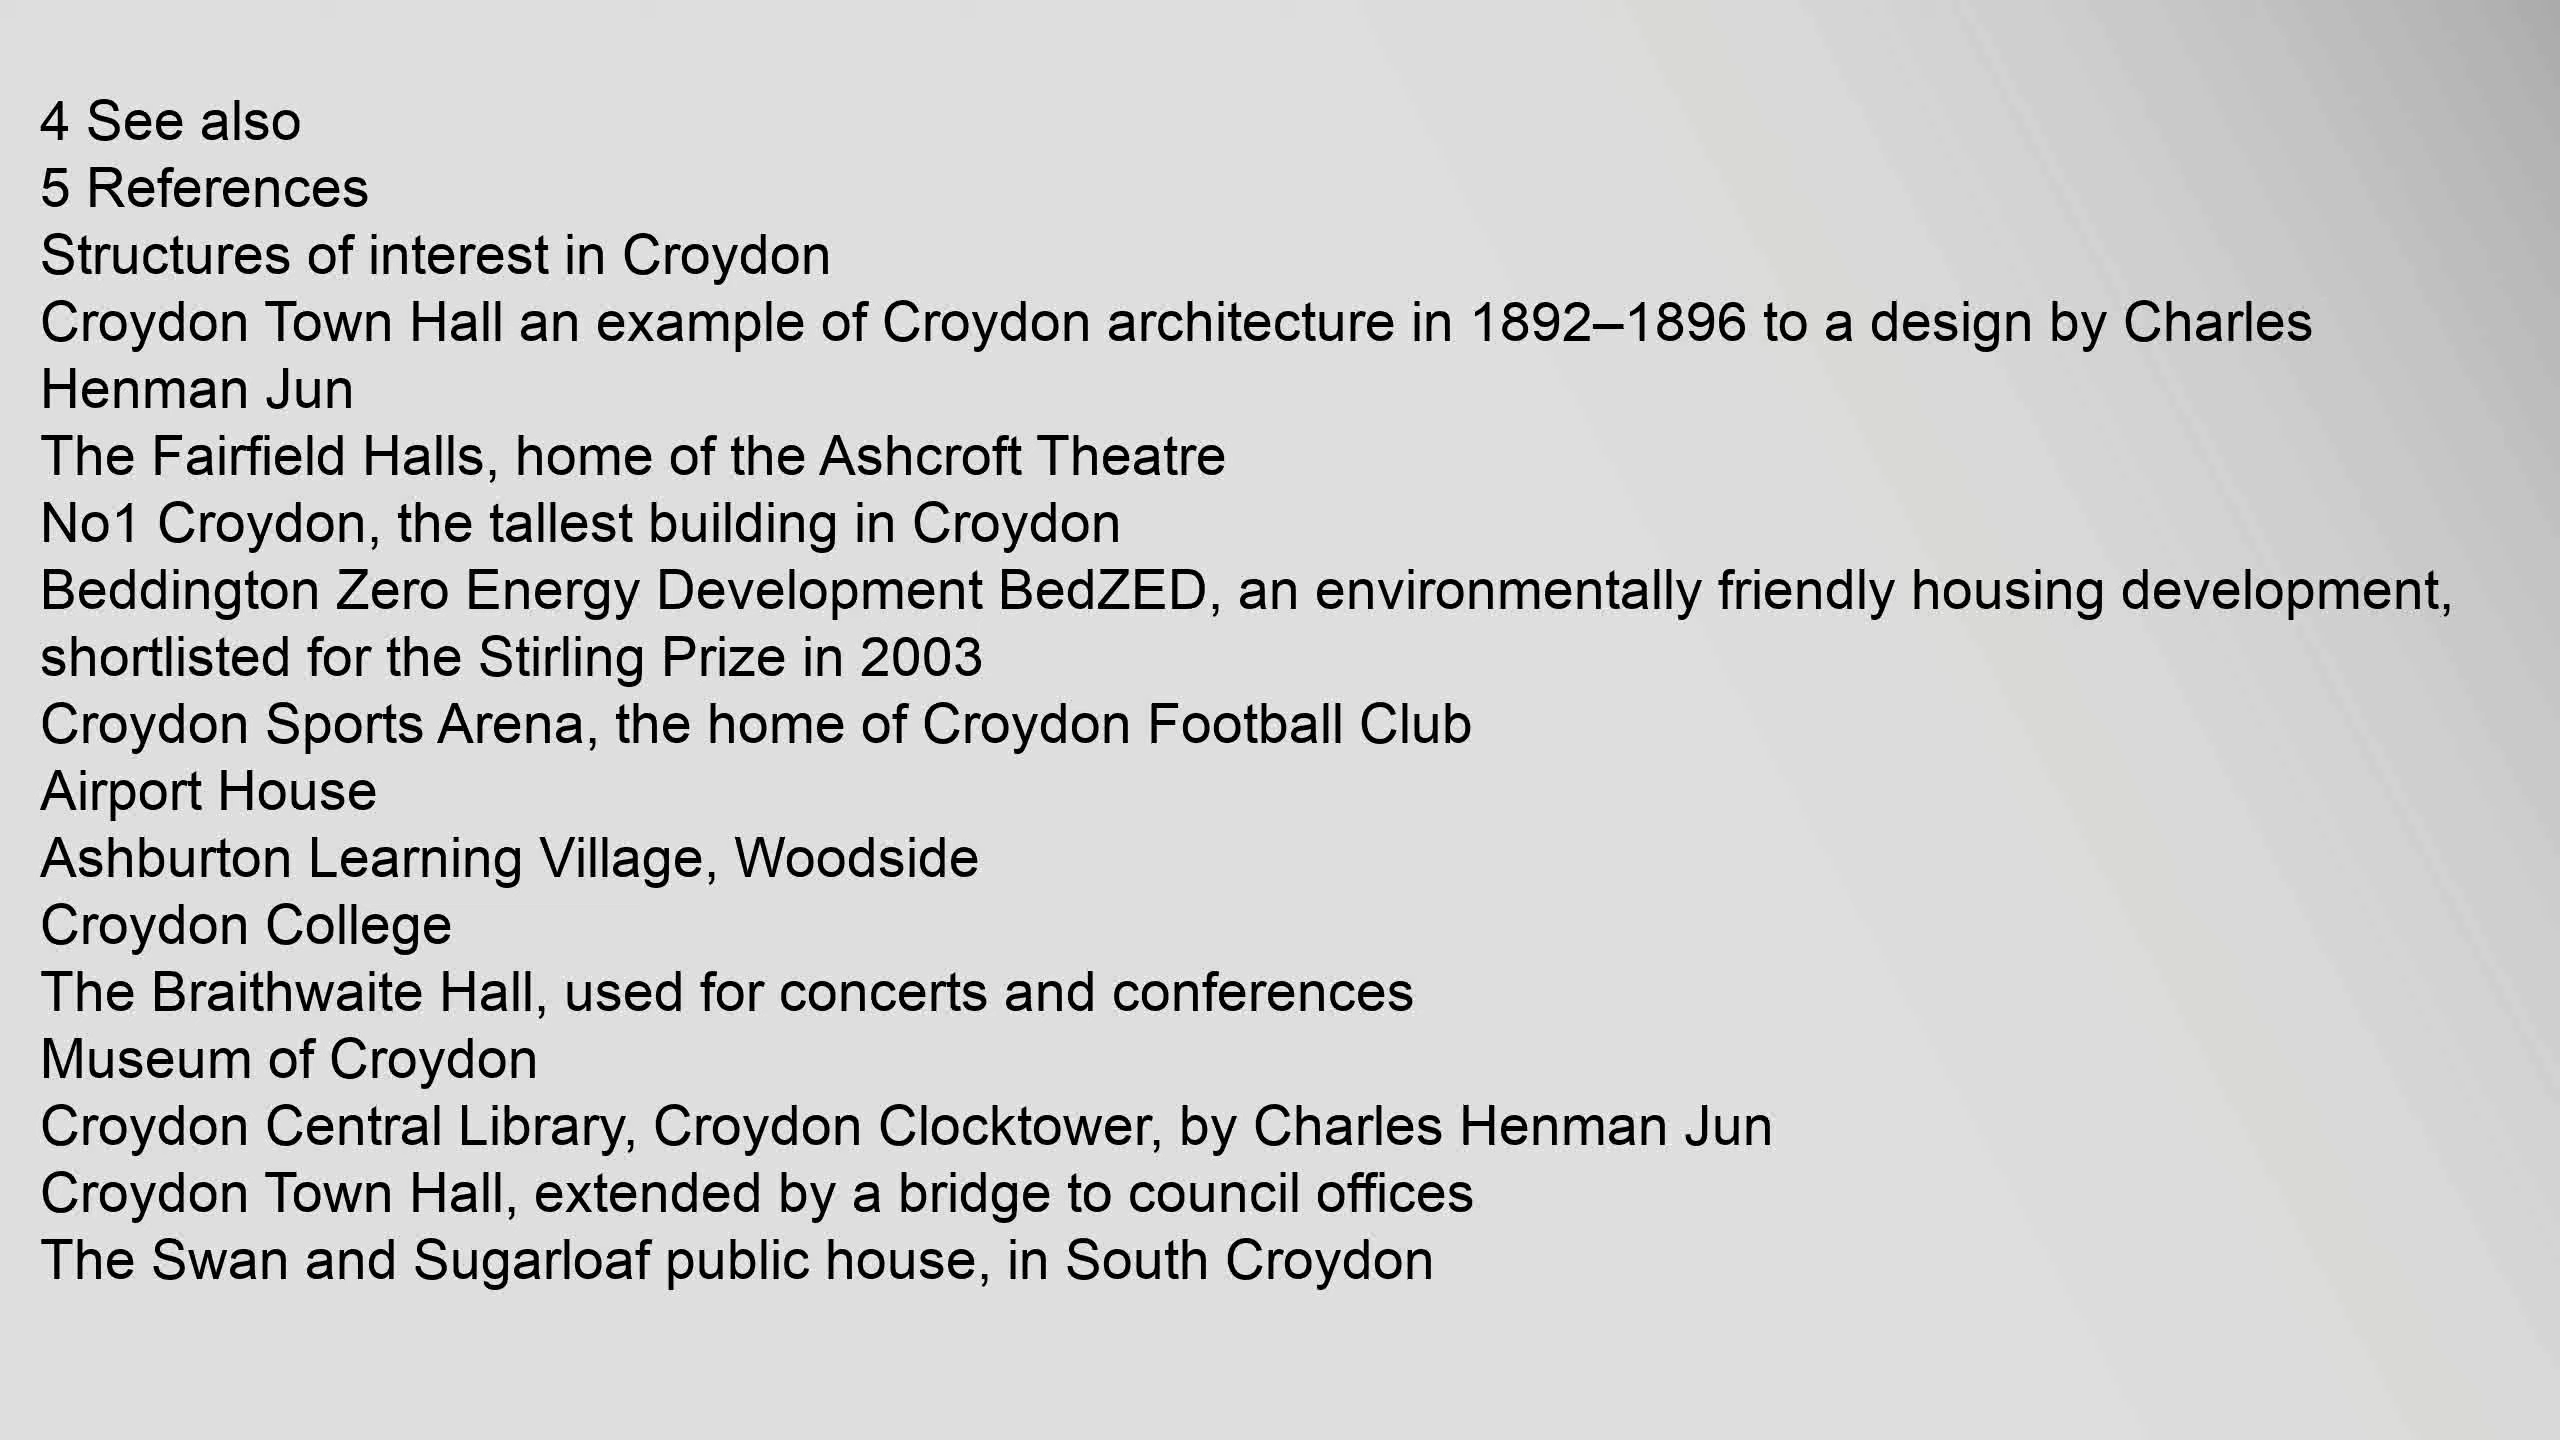 4 See also
5 References
Structures of interest in Croydon
Croydon Town Hall an example of Croydon architecture in 1892–1896 to a design by Charles
Henman Jun
The Fairfield Halls, home of the Ashcroft Theatre
No1 Croydon, the tallest building in Croydon
Beddington Zero Energy Development BedZED, an environmentally friendly housing development,
shortlisted for the Stirling Prize in 2003
Croydon Sports Arena, the home of Croydon Football Club
Airport House
Ashburton Learning Village, Woodside
Croydon College
The Braithwaite Hall, used for concerts and conferences
Museum of Croydon
Croydon Central Library, Croydon Clocktower, by Charles Henman Jun
Croydon Town Hall, extended by a bridge to council offices
The Swan and Sugarloaf public house, in South Croydon